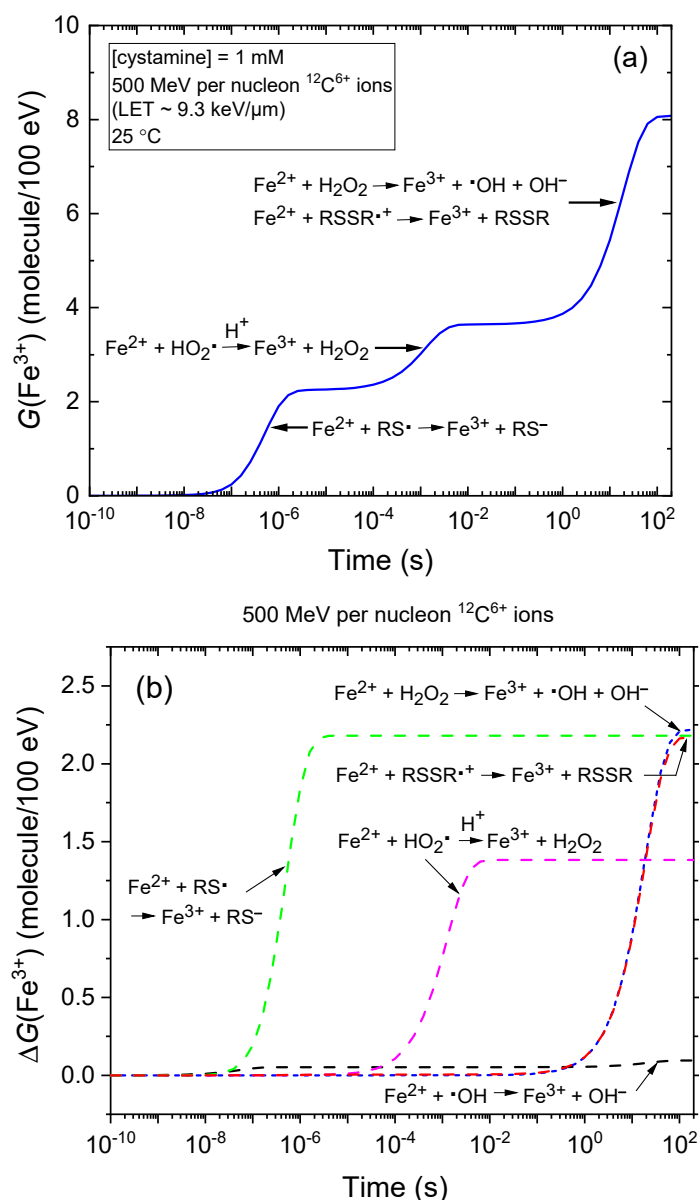 (a)
[cystamine] = 1 mM
500 MeV per nucleon ¹²C⁶⁺ ions
(LET ~ 9.3 keV/µm)
25 °C
Fe²⁺ + H₂O₂ → Fe³⁺ + ·OH + OH⁻
Fe²⁺ + RSSR·⁺ → Fe³⁺ + RSSR
H⁺
Fe²⁺ + HO₂· → Fe³⁺ + H₂O₂
Fe²⁺ + RS· → Fe³⁺ + RS⁻
G(Fe³⁺) (molecule/100 eV)
10
8
6
4
2
0
10⁻¹⁰ 10⁻⁸ 10⁻⁶ 10⁻⁴ 10⁻² 10⁰ 10²
Time (s)
500 MeV per nucleon ¹²C⁶⁺ ions
(b)
Fe²⁺ + H₂O₂ → Fe³⁺ + ·OH + OH⁻
Fe²⁺ + RSSR·⁺ → Fe³⁺ + RSSR
H⁺
Fe²⁺ + HO₂· → Fe³⁺ + H₂O₂
Fe²⁺ + RS·
→ Fe³⁺ + RS⁻
Fe²⁺ + ·OH → Fe³⁺ + OH⁻
ΔG(Fe³⁺) (molecule/100 eV)
2.5
2.0
1.5
1.0
0.5
0.0
10⁻¹⁰ 10⁻⁸ 10⁻⁶ 10⁻⁴ 10⁻² 10⁰ 10²
Time (s)